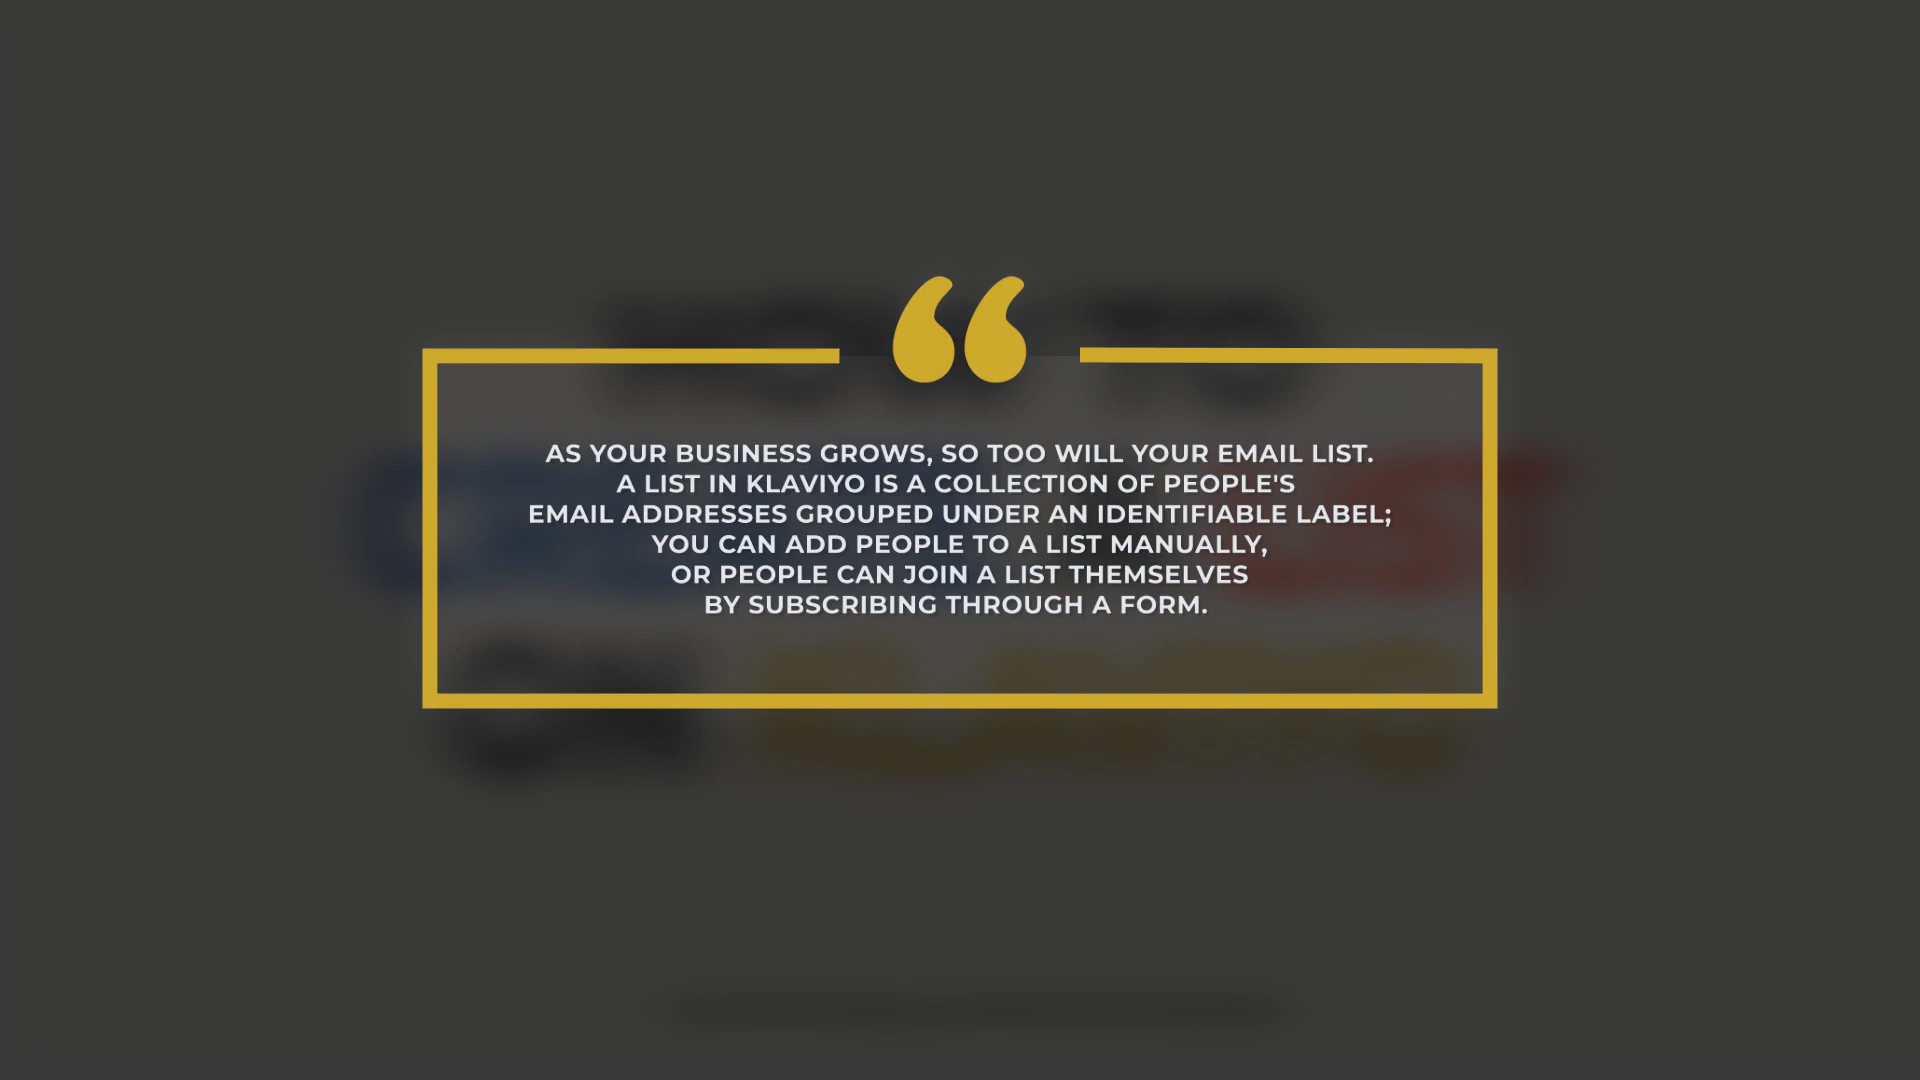 AS YOUR BUSINESS GROWS, SO TOO WILL YOUR EMAIL LIST.
A LIST IN KLAVIYO IS A COLLECTION OF PEOPLE'S
EMAIL ADDRESSES GROUPED UNDER AN IDENTIFIABLE LABEL;
YOU CAN ADD PEOPLE TO A LIST MANUALLY,
OR PEOPLE CAN JOIN A LIST THEMSELVES
BY SUBSCRIBING THROUGH A FORM.